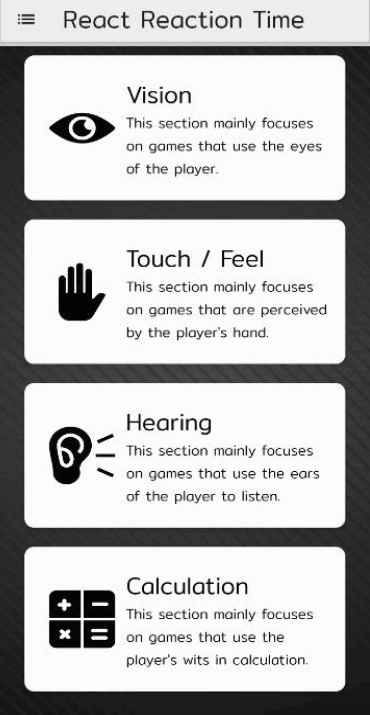 React Reaction Time
Vision
This section mainly focuses
on games that use the eyes
of the player.
Touch / Feel
This section mainly focuses
on games that are perceived
by the player's hand.
Hearing
This section mainly focuses
on games that use the ears
of the player to listen.
Calculation
This section mainly focuses
on games that use the
player's wits in calculation.